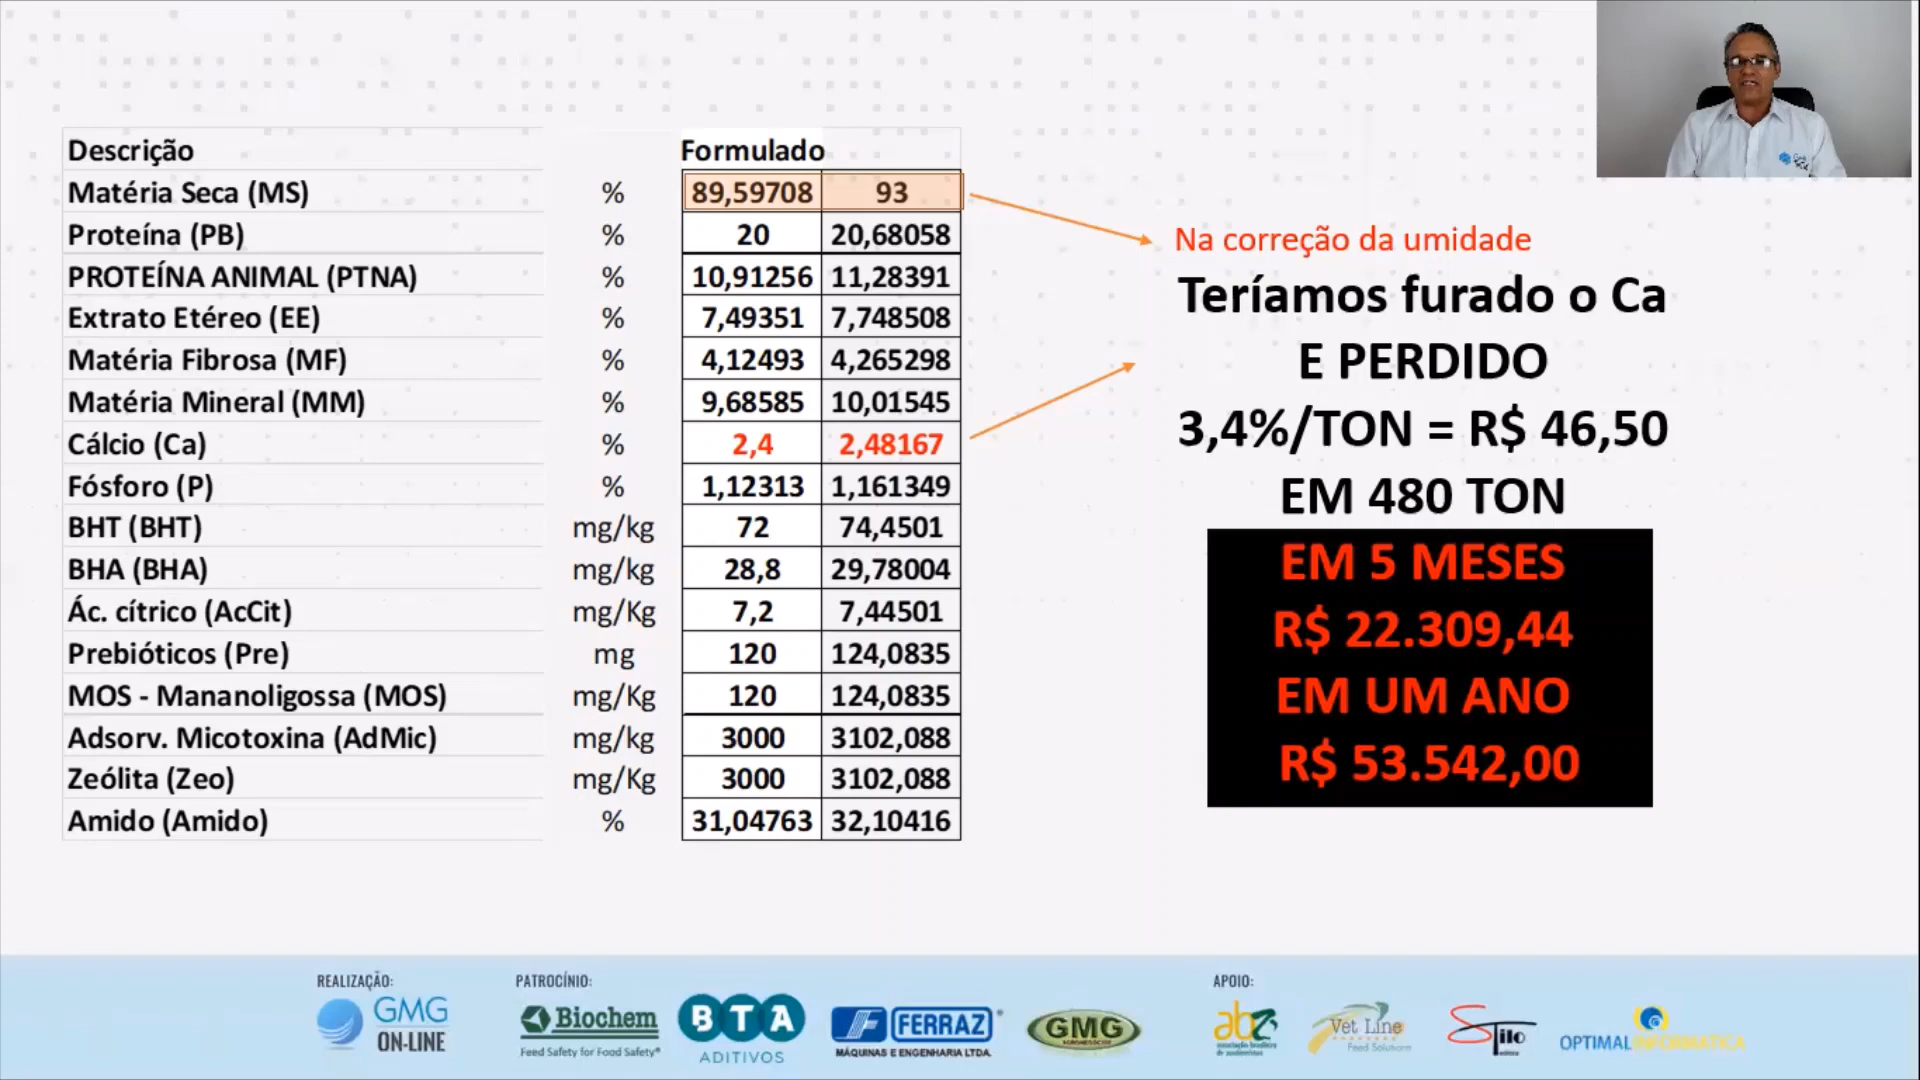 Descrição Formulado
Matéria Seca (MS) % 89,59708 93
Proteína (PB) % 20 20,68058
PROTEÍNA ANIMAL (PTNA) % 10,91256 11,28391
Extrato Etéreo (EE) % 7,49351 7,748508
Matéria Fibrosa (MF) % 4,12493 4,265298
Matéria Mineral (MM) % 9,68585 10,01545
Cálcio (Ca) % 2,4 2,48167
Fósforo (P) % 1,12313 1,161349
BHT (BHT) mg/kg 72 74,4501
BHA (BHA) mg/kg 28,8 29,78004
Ác. cítrico (AcCit) mg/Kg 7,2 7,44501
Prebióticos (Pre) mg 120 124,0835
MOS - Mananoligossa (MOS) mg/Kg 120 124,0835
Adsorv. Micotoxina (AdMic) mg/kg 3000 3102,088
Zeólita (Zeo) mg/Kg 3000 3102,088
Amido (Amido) % 31,04763 32,10416
Na correção da umidade
Teríamos furado o Ca
E PERDIDO
3,4%/TON = R$ 46,50
EM 480 TON
EM 5 MESES
R$ 22.309,44
EM UM ANO
R$ 53.542,00
REALIZAÇÃO:
GMG
ON-LINE
PATROCÍNIO:
Biochem
Feed Safety for Food Safety®
BTA
ADITIVOS
FERRAZ®
MÁQUINAS E ENGENHARIA LTDA.
GMG
APOIO:
abz
Vet Line
Feed Solutions
STilo
OPTIMAL INFORMATICA